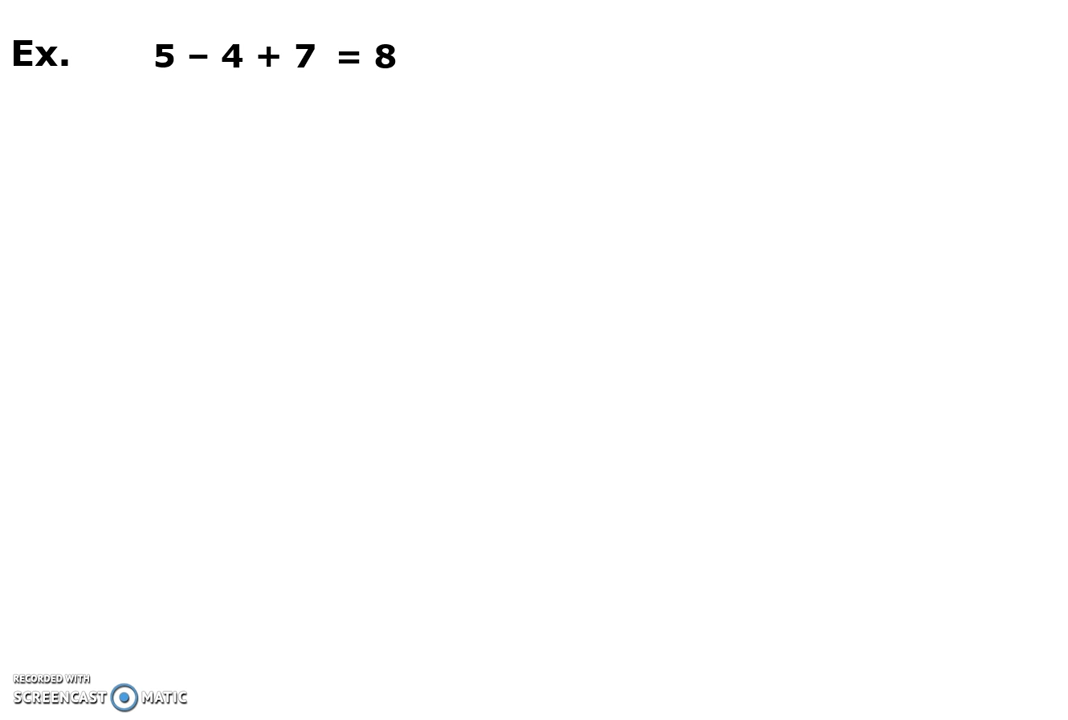 Ex. 5 – 4 + 7 = 8
RECORDED WITH
SCREENCAST MATIC